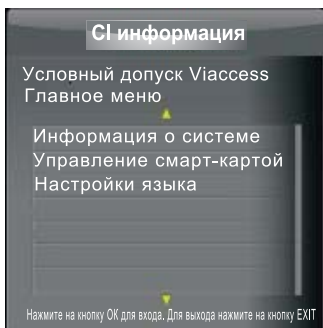 CI информация
Условный допуск Viaccess
Главное меню
Информация о системе
Управление смарт-картой
Настройки языка
Нажмите на кнопку OK для входа. Для выхода нажмите на кнопку EXIT